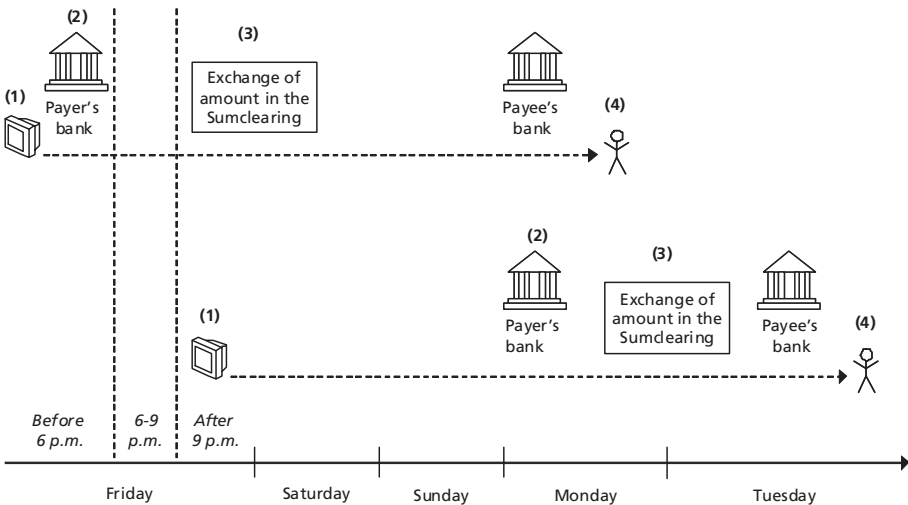 (2)
(3)
Exchange of
amount in the
Sumclearing
(1)
Payer's
bank
Payee's
bank
(4)
(2)
(3)
Exchange of
amount in the
Sumclearing
(1)
Payer's
bank
Payee's
bank
(4)
Before
6 p.m.
6-9
p.m.
After
9 p.m.
Friday
Saturday
Sunday
Monday
Tuesday